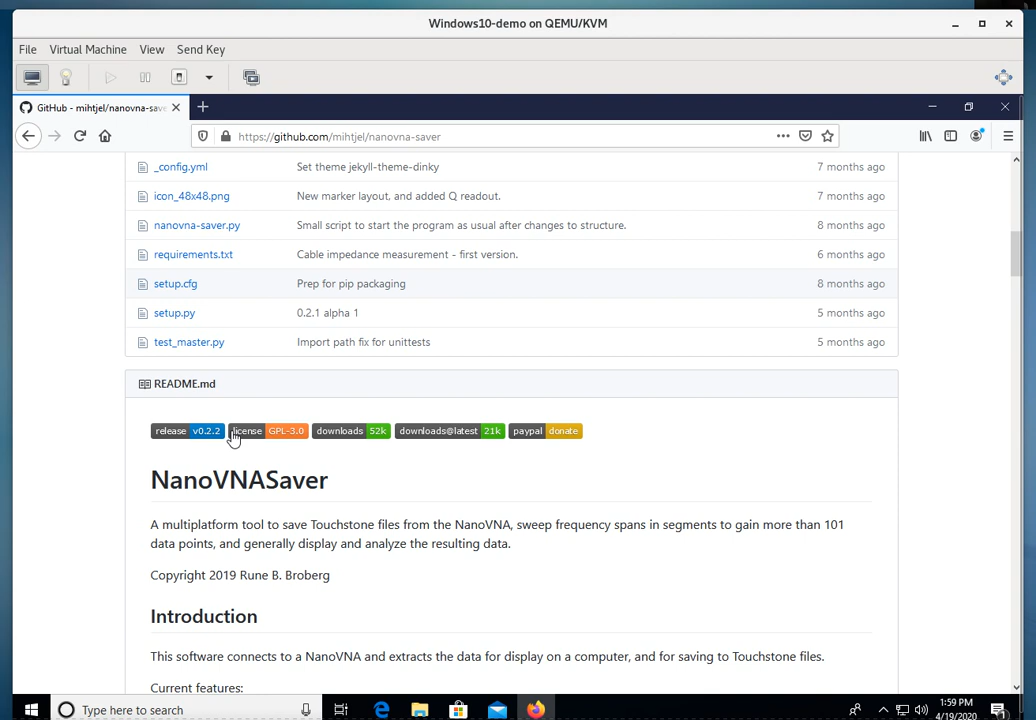 Windows10-demo on QEMU/KVM
File Virtual Machine View Send Key
GitHub - mihtjel/nanovna-save
https://github.com/mihtjel/nanovna-saver
_config.yml Set theme jekyll-theme-dinky 7 months ago
icon_48x48.png New marker layout, and added Q readout. 7 months ago
nanovna-saver.py Small script to start the program as usual after changes to structure. 8 months ago
requirements.txt Cable impedance measurement - first version. 6 months ago
setup.cfg Prep for pip packaging 8 months ago
setup.py 0.2.1 alpha 1 5 months ago
test_master.py Import path fix for unittests 5 months ago
README.md
release v0.2.2 license GPL-3.0 downloads 52k downloads@latest 21k paypal donate
NanoVNASaver
A multiplatform tool to save Touchstone files from the NanoVNA, sweep frequency spans in segments to gain more than 101
data points, and generally display and analyze the resulting data.
Copyright 2019 Rune B. Broberg
Introduction
This software connects to a NanoVNA and extracts the data for display on a computer, and for saving to Touchstone files.
Current features:
Type here to search
1:59 PM
4/19/2020
1